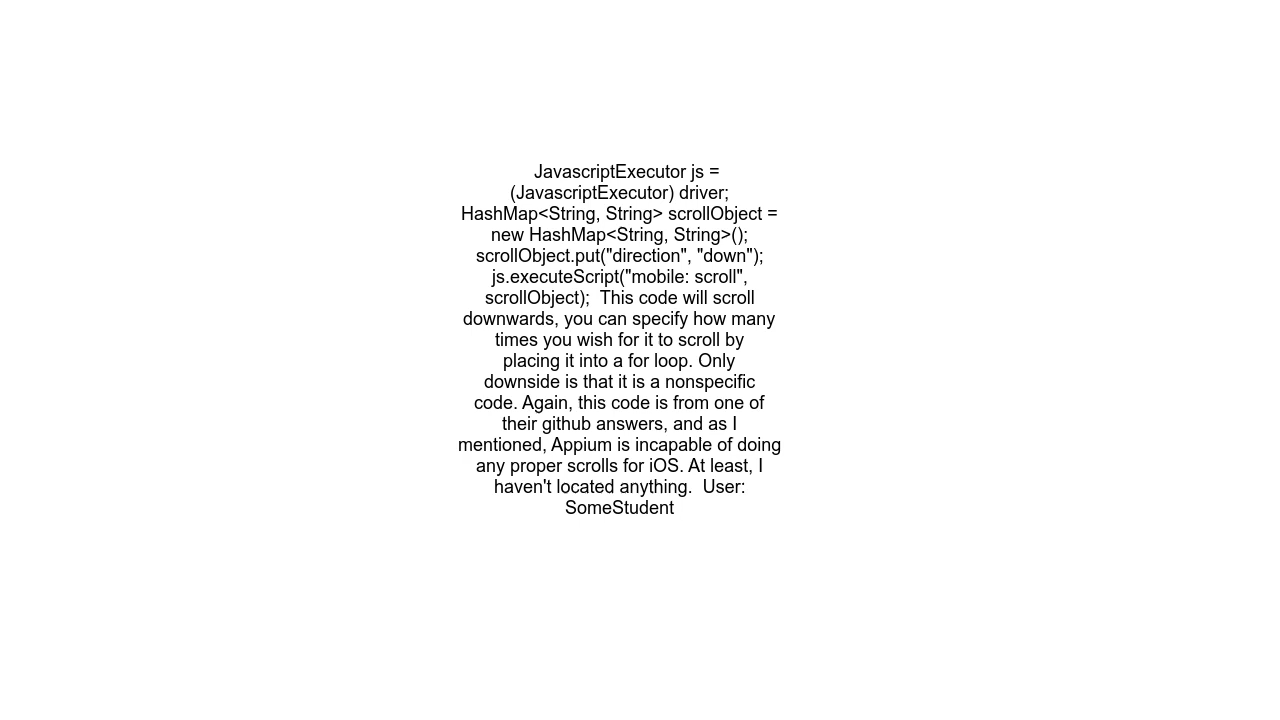 JavascriptExecutor js =
(JavascriptExecutor) driver;
HashMap<String, String> scrollObject =
new HashMap<String, String>();
scrollObject.put("direction", "down");
js.executeScript("mobile: scroll",
scrollObject);  This code will scroll
downwards, you can specify how many
times you wish for it to scroll by
placing it into a for loop. Only
downside is that it is a nonspecific
code. Again, this code is from one of
their github answers, and as I
mentioned, Appium is incapable of doing
any proper scrolls for iOS. At least, I
haven't located anything.  User:
SomeStudent